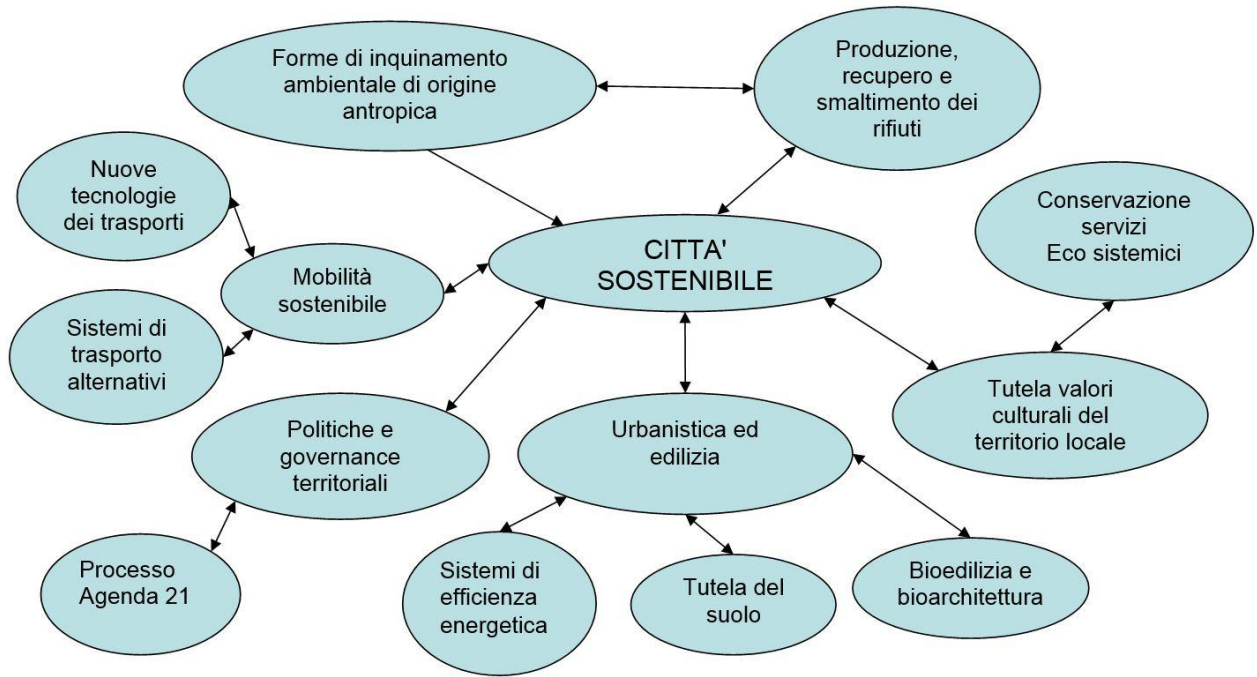 Forme di inquinamento
ambientale di origine
antropica
Produzione,
recupero e
smaltimento dei
rifiuti
Nuove
tecnologie
dei trasporti
Conservazione
servizi
Eco sistemici
CITTA'
SOSTENIBILE
Mobilità
sostenibile
Sistemi di
trasporto
alternativi
Tutela valori
culturali del
territorio locale
Politiche e
governance
territoriali
Urbanistica ed
edilizia
Processo
Agenda 21
Sistemi di
efficienza
energetica
Tutela del
suolo
Bioedilizia e
bioarchitettura